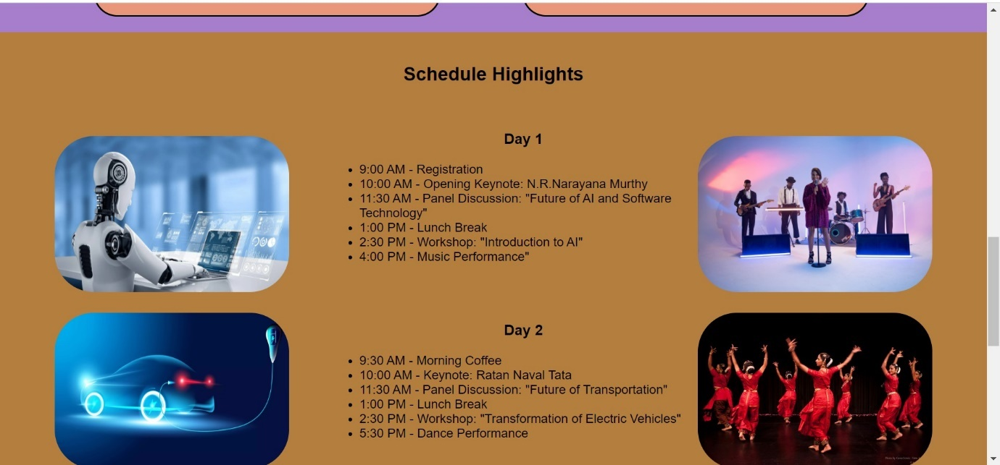 Schedule Highlights
Day 1
9:00 AM - Registration
10:00 AM - Opening Keynote: N.R.Narayana Murthy
11:30 AM - Panel Discussion: "Future of AI and Software
Technology"
1:00 PM - Lunch Break
2:30 PM - Workshop: "Introduction to AI"
4:00 PM - Music Performance"
Day 2
9:30 AM - Morning Coffee
10:00 AM - Keynote: Ratan Naval Tata
11:30 AM - Panel Discussion: "Future of Transportation"
1:00 PM - Lunch Break
2:30 PM - Workshop: "Transformation of Electric Vehicles"
5:30 PM - Dance Performance